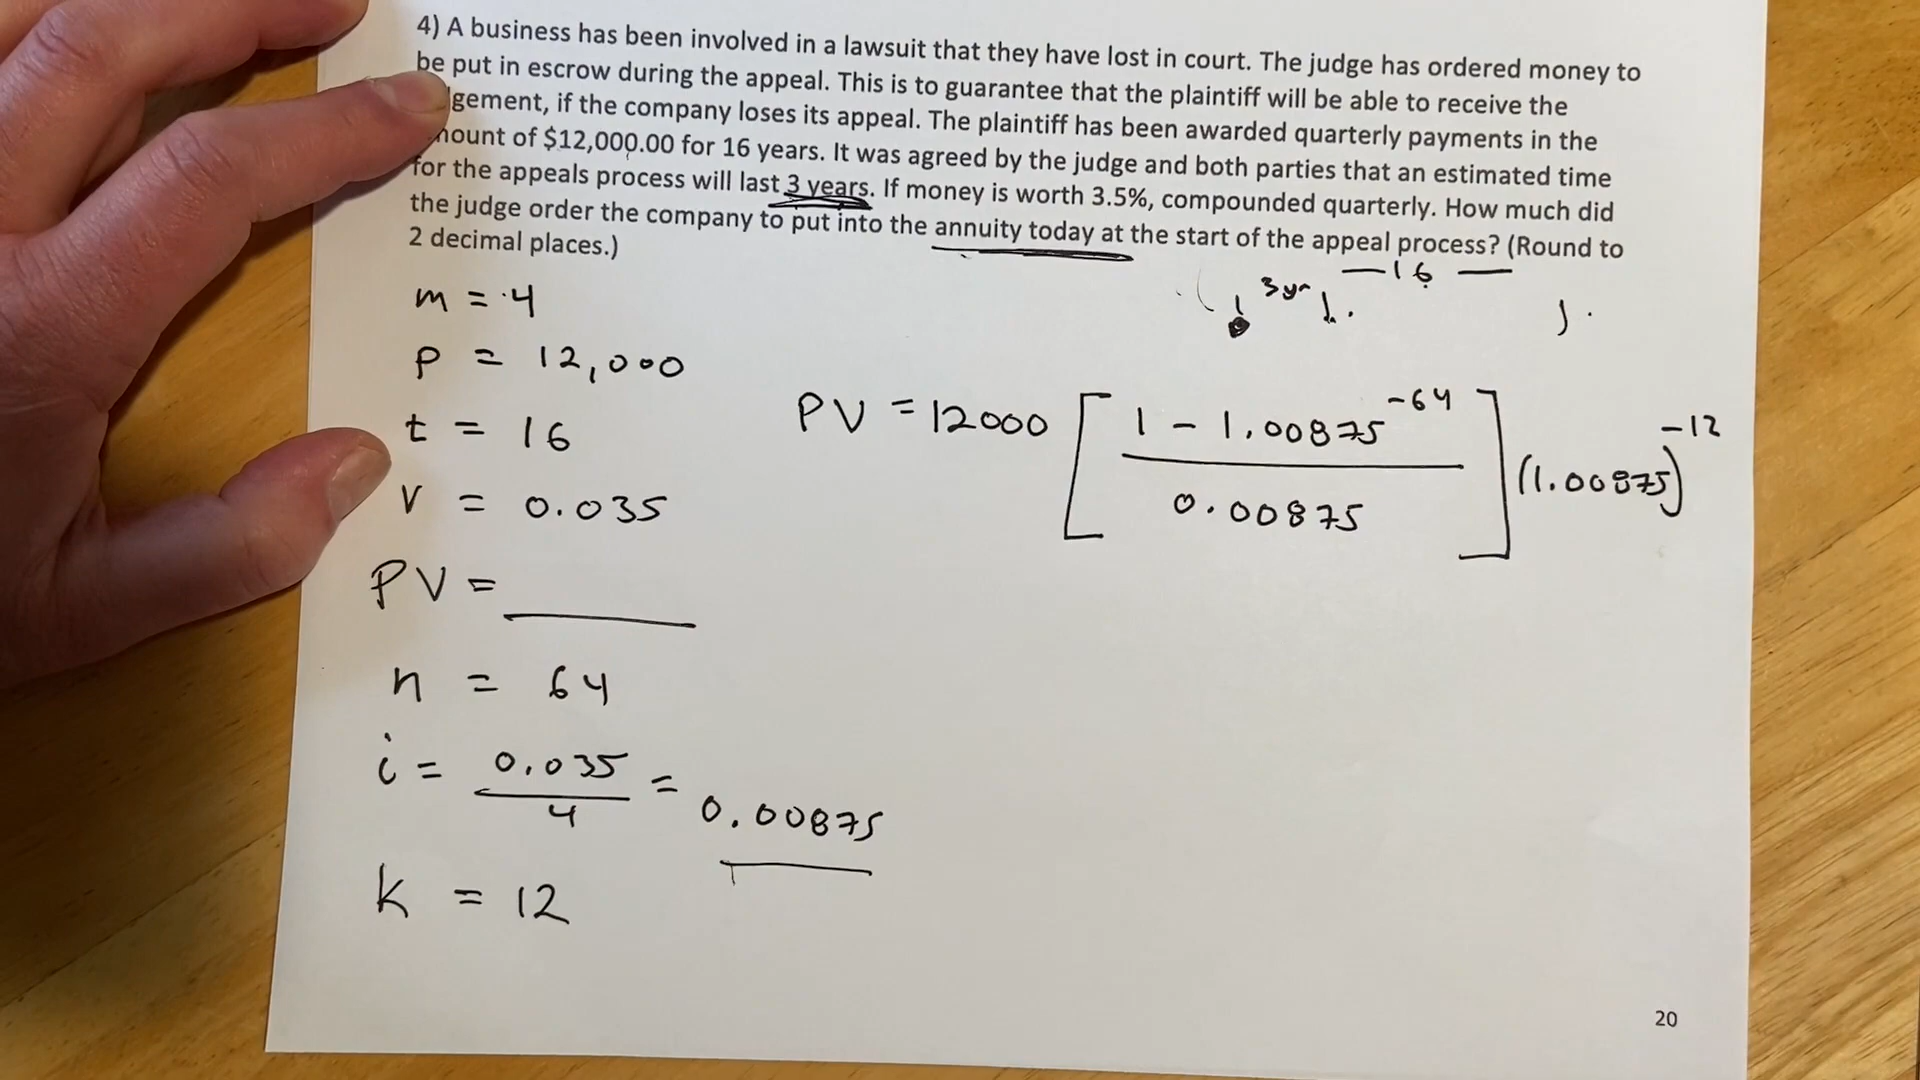 4) A business has been involved in a lawsuit that they have lost in court. The judge has ordered money to
be put in escrow during the appeal. This is to guarantee that the plaintiff will be able to receive the
gement, if the company loses its appeal. The plaintiff has been awarded quarterly payments in the
ount of $12,000.00 for 16 years. It was agreed by the judge and both parties that an estimated time
for the appeals process will last 3 years. If money is worth 3.5%, compounded quarterly. How much did
the judge order the company to put into the annuity today at the start of the appeal process? (Round to
2 decimal places.)
3yr 16
m = 4
P = 12,000
t = 16
r = 0.035
PV =
n = 64
i = 0.035/4 = 0.00875
k = 12
PV = 12000 [ 1 - 1.00875^-64 / 0.00875 ] (1.00875)^-12
20